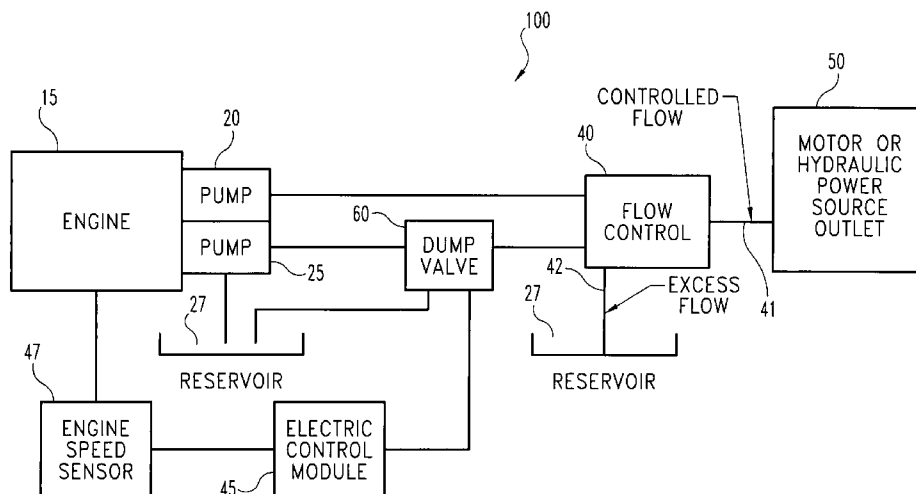 100
50
15
20
CONTROLLED
FLOW
40
MOTOR OR
HYDRAULIC
POWER
SOURCE
OUTLET
PUMP
60
ENGINE
FLOW
CONTROL
PUMP
DUMP
VALVE
25
42
EXCESS
FLOW
41
27
27
RESERVOIR
RESERVOIR
47
ENGINE
SPEED
SENSOR
ELECTRIC
CONTROL
MODULE
45